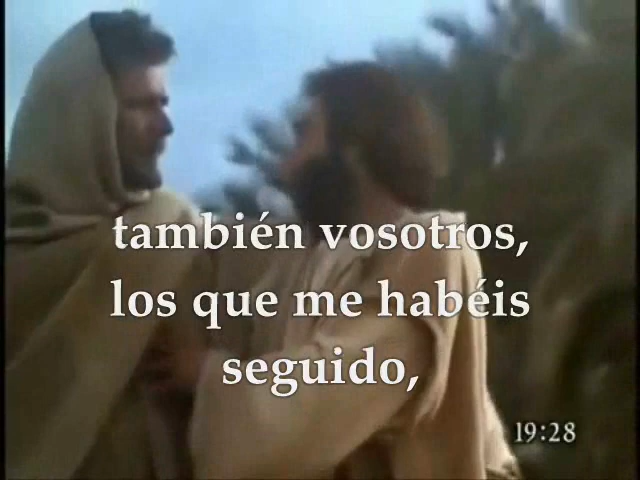 también vosotros,
los que me habéis
seguido,
19:28